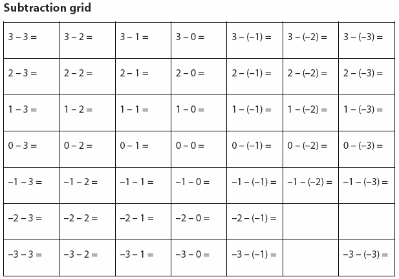 Subtraction grid
3 – 3 = 3 – 2 = 3 – 1 = 3 – 0 = 3 – (–1) = 3 – (–2) = 3 – (–3) =
2 – 3 = 2 – 2 = 2 – 1 = 2 – 0 = 2 – (–1) = 2 – (–2) = 2 – (–3) =
1 – 3 = 1 – 2 = 1 – 1 = 1 – 0 = 1 – (–1) = 1 – (–2) = 1 – (–3) =
0 – 3 = 0 – 2 = 0 – 1 = 0 – 0 = 0 – (–1) = 0 – (–2) = 0 – (–3) =
–1 – 3 = –1 – 2 = –1 – 1 = –1 – 0 = –1 – (–1) = –1 – (–2) = –1 – (–3) =
–2 – 3 = –2 – 2 = –2 – 1 = –2 – 0 = –2 – (–1) =
–3 – 3 = –3 – 2 = –3 – 1 = –3 – 0 = –3 – (–1) = –3 – (–3) =